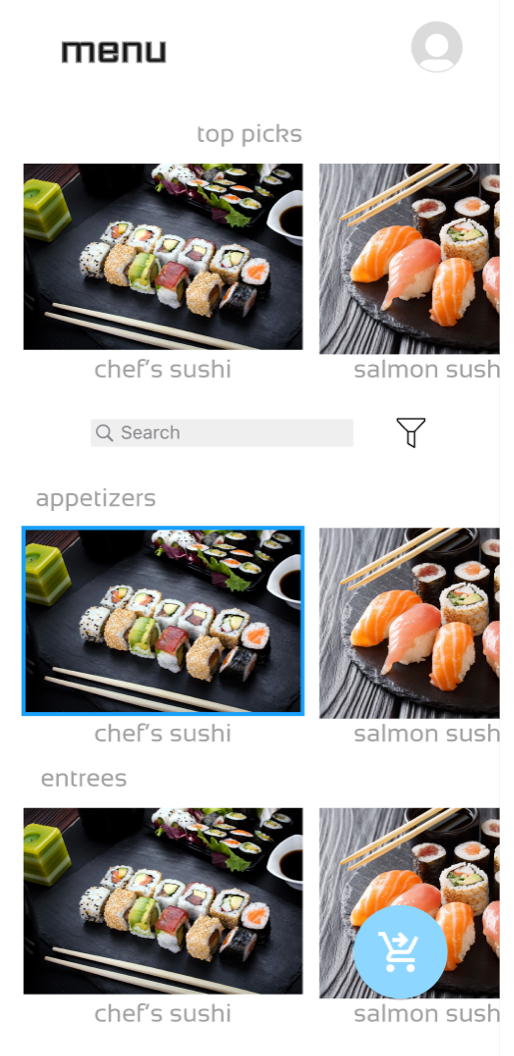 menu
top picks
chef's sushi
salmon sush
Search
appetizers
chef's sushi
salmon sush
entrees
chef's sushi
salmon sush